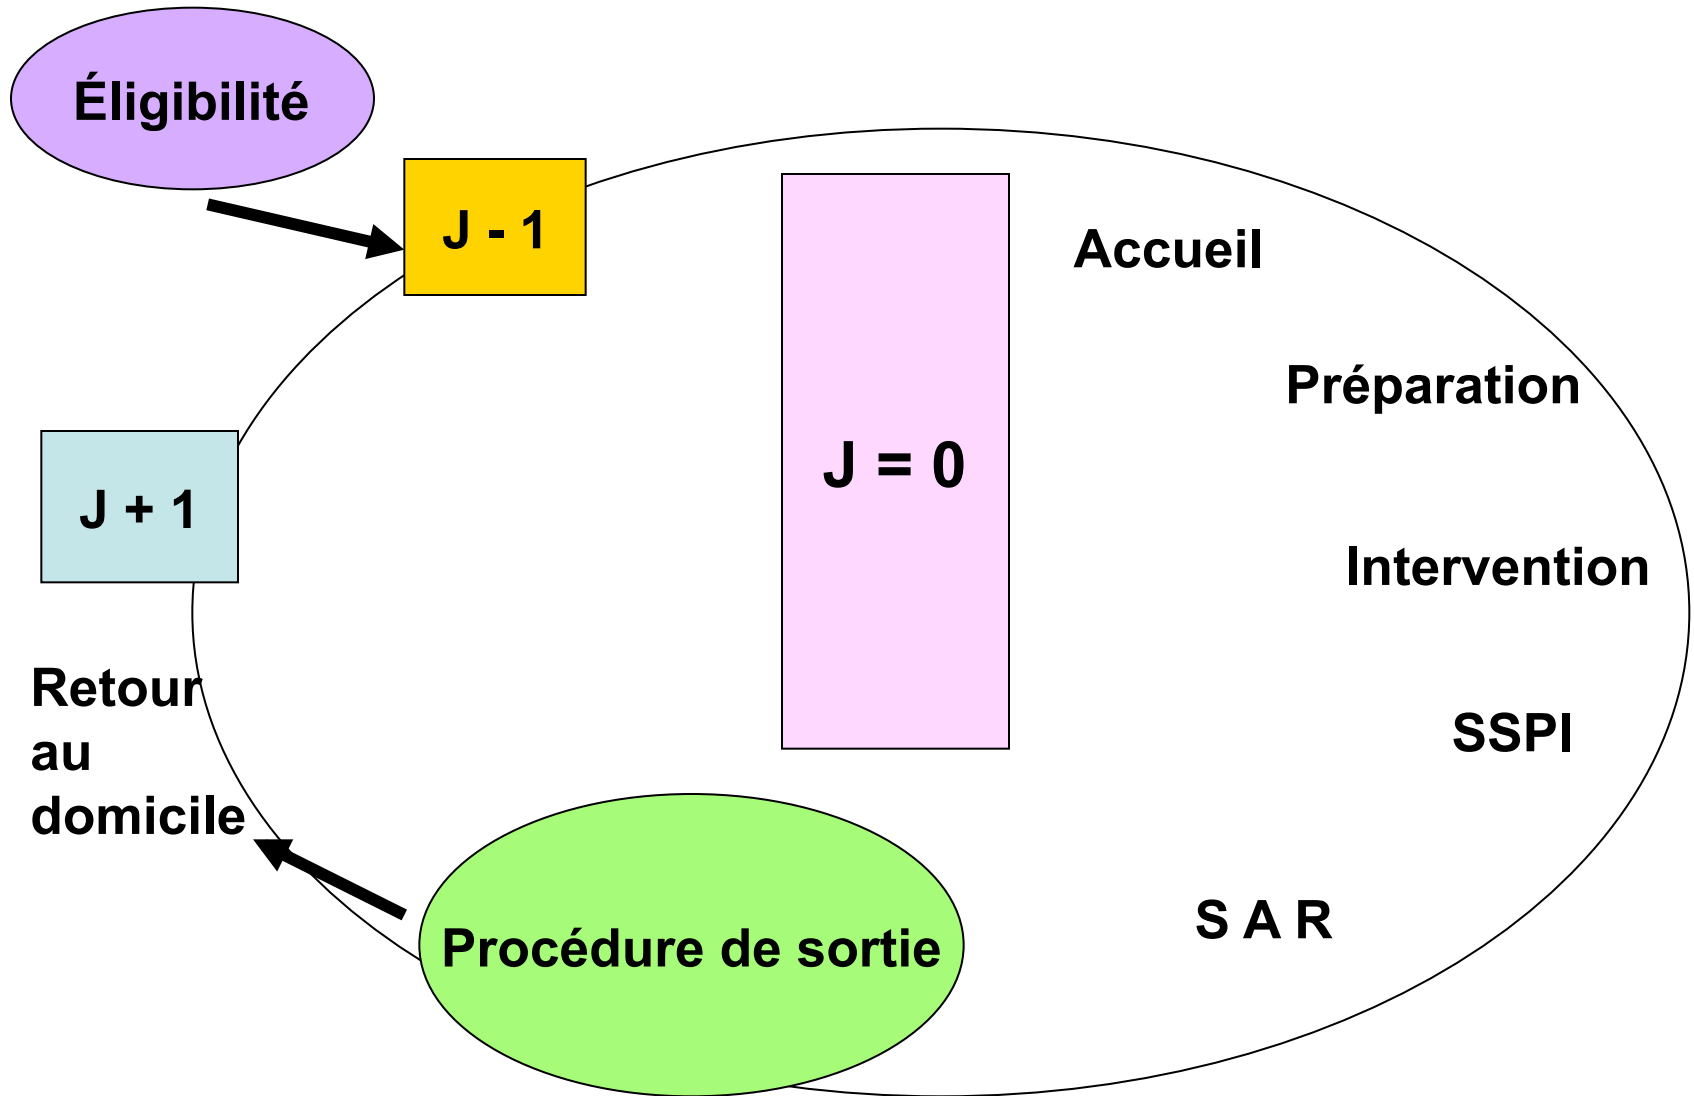 Éligibilité
J - 1
Accueil
Préparation
J = 0
J + 1
Intervention
Retour
au
domicile
SSPI
S A R
Procédure de sortie